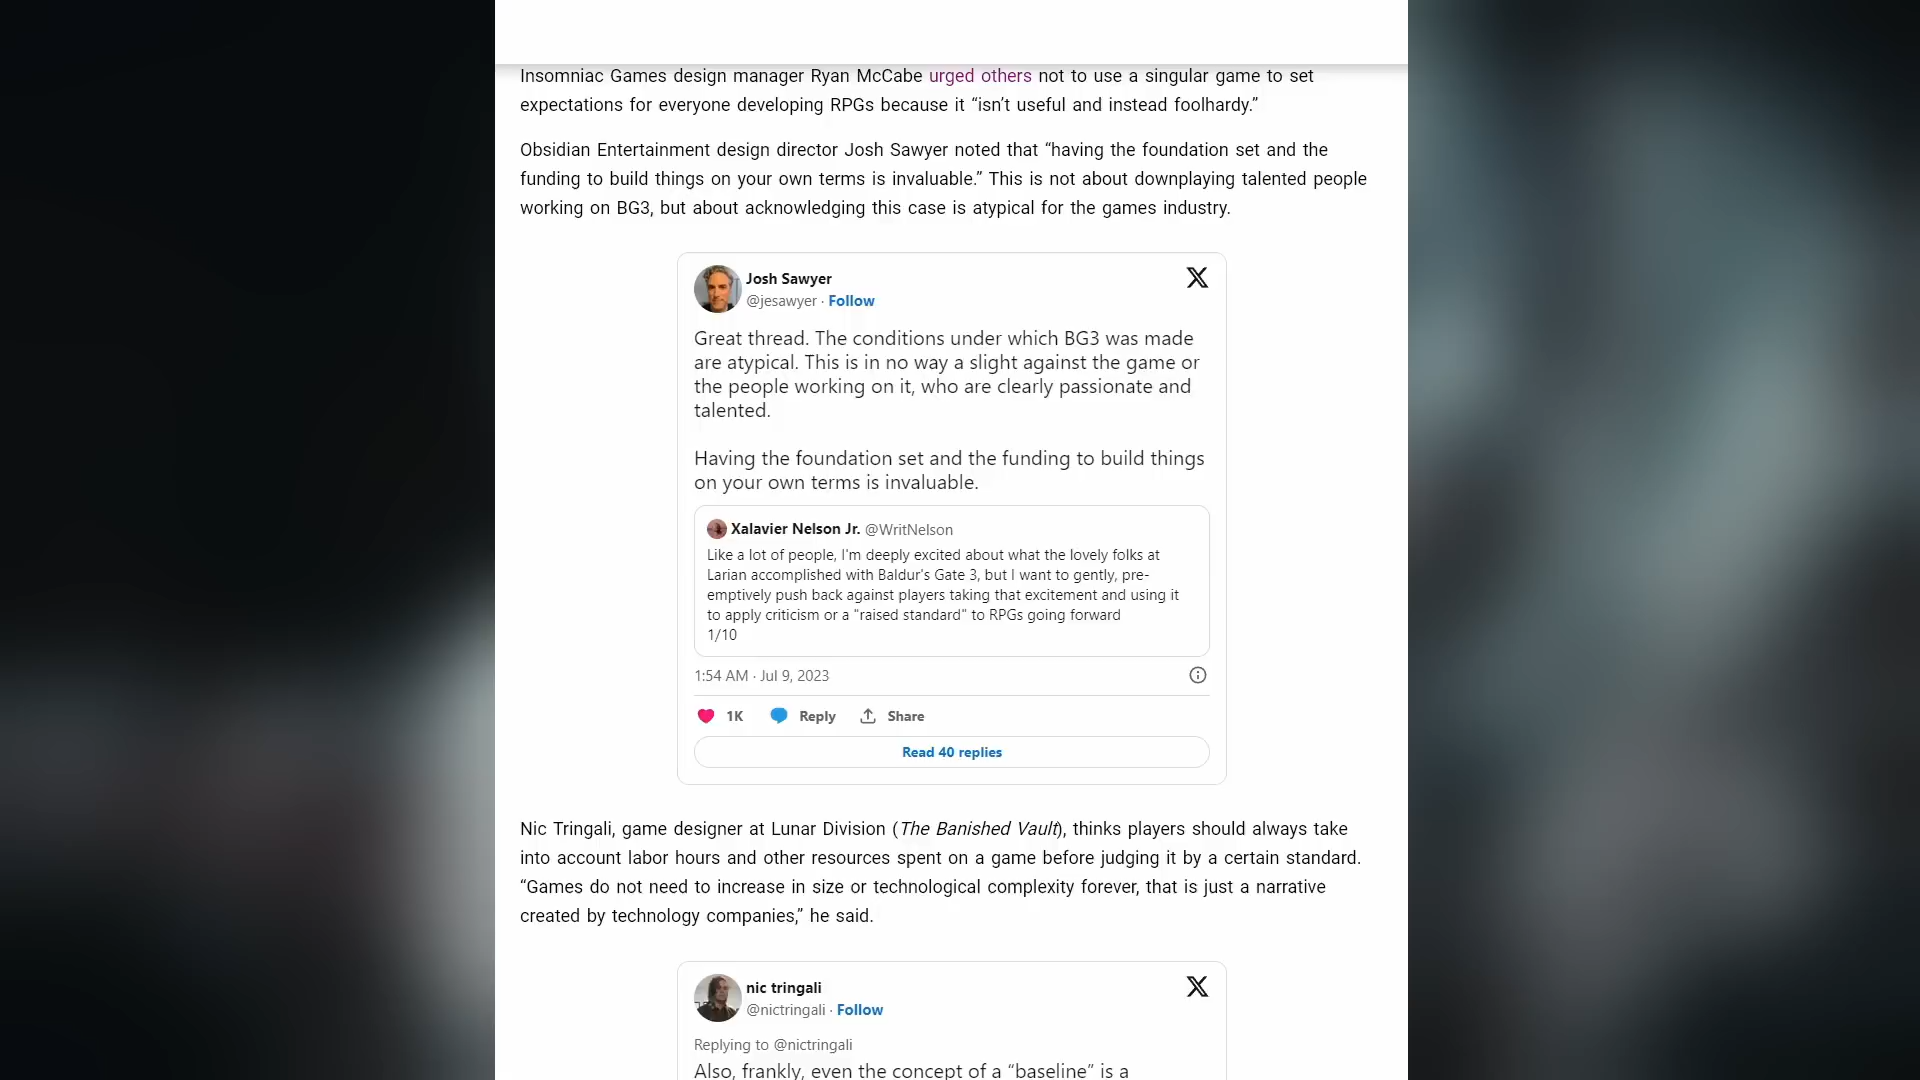 Insomniac Games design manager Ryan McCabe urged others not to use a singular game to set
expectations for everyone developing RPGs because it “isn’t useful and instead foolhardy.”
Obsidian Entertainment design director Josh Sawyer noted that “having the foundation set and the
funding to build things on your own terms is invaluable.” This is not about downplaying talented people
working on BG3, but about acknowledging this case is atypical for the games industry.
Josh Sawyer
@jesawyer · Follow
Great thread. The conditions under which BG3 was made
are atypical. This is in no way a slight against the game or
the people working on it, who are clearly passionate and
talented.
Having the foundation set and the funding to build things
on your own terms is invaluable.
Xalavier Nelson Jr. @WritNelson
Like a lot of people, I'm deeply excited about what the lovely folks at
Larian accomplished with Baldur's Gate 3, but I want to gently, pre-
emptively push back against players taking that excitement and using it
to apply criticism or a "raised standard" to RPGs going forward
1/10
1:54 AM · Jul 9, 2023
1K Reply Share
Read 40 replies
Nic Tringali, game designer at Lunar Division (The Banished Vault), thinks players should always take
into account labor hours and other resources spent on a game before judging it by a certain standard.
“Games do not need to increase in size or technological complexity forever, that is just a narrative
created by technology companies,” he said.
nic tringali
@nictringali · Follow
Replying to @nictringali
Also, frankly, even the concept of a “baseline” is a